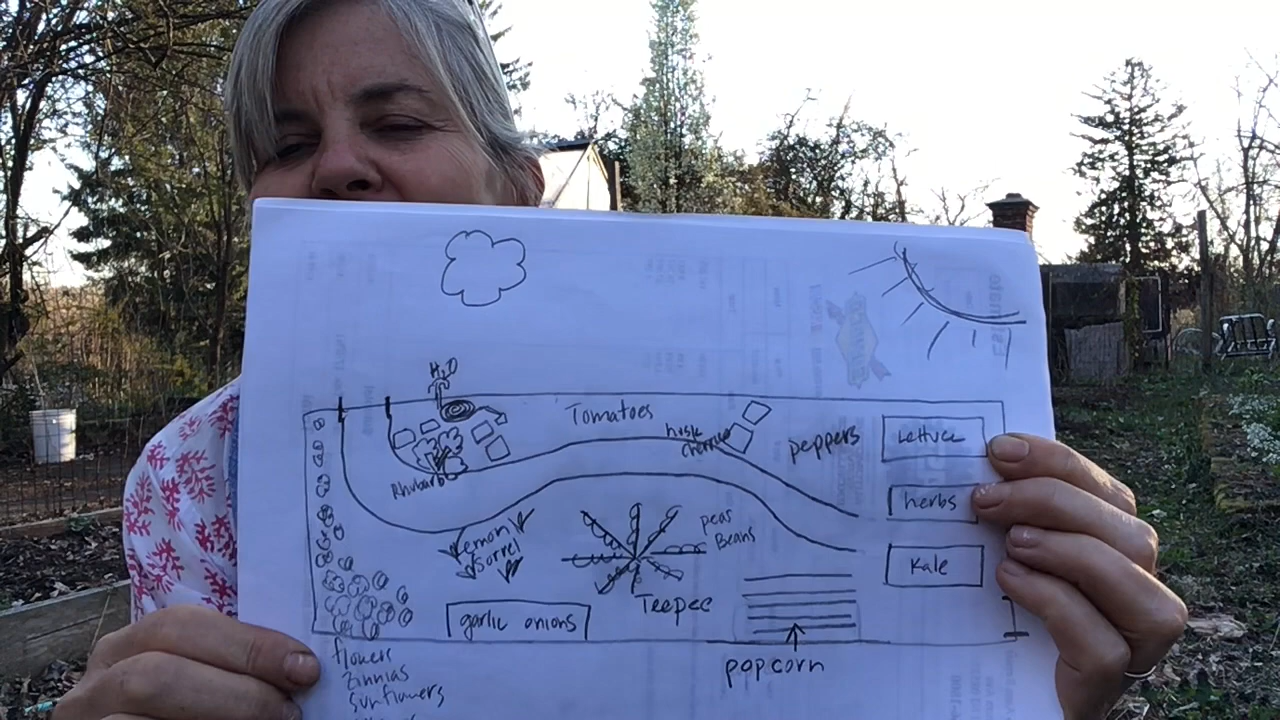 H2O
Tomatoes
husk
cherries
peppers
Lettuce
Rhubarb
herbs
Lemon
Sorrel
peas
Beans
Kale
Teepee
garlic onions
popcorn
flowers
Zinnias
Sunflowers